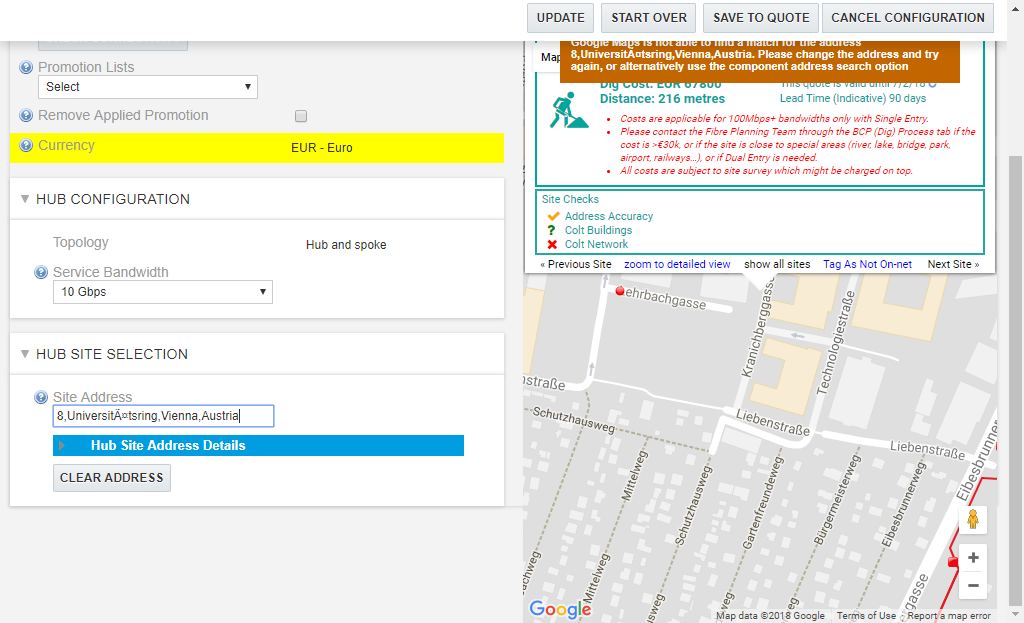 UPDATE
START OVER
SAVE TO QUOTE
CANCEL CONFIGURATION
Promotion Lists
Select
Remove Applied Promotion
Currency
EUR - Euro
HUB CONFIGURATION
Topology
Hub and spoke
Service Bandwidth
10 Gbps
HUB SITE SELECTION
Site Address
8,UniversitÃ¤tsring,Vienna,Austria
Hub Site Address Details
CLEAR ADDRESS
Map
Google Maps is not able to find a match for the address
8,UniversitÃ¤tsring,Vienna,Austria. Please change the address and try
again, or alternatively use the component address search option
Dig Cost: EUR 67800
This quote is valid until 7/2/18
Distance: 216 metres
Lead Time (Indicative) 90 days
Costs are applicable for 100Mbps+ bandwidths only with Single Entry.
Please contact the Fibre Planning Team through the BCP (Dig) Process tab if the
cost is >€30k, or if the site is close to special areas (river, lake, bridge, park,
airport, railways...), or if Dual Entry is needed.
All costs are subject to site survey which might be charged on top.
Site Checks
Address Accuracy
? Colt Buildings
Colt Network
« Previous Site
zoom to detailed view
show all sites
Tag As Not On-net
Next Site »
ehrbachgasse
Kranichberggasse
Technologiestraße
nstraße
Schutzhausweg
Liebenstraße
Liebenstraße
Eibesbrunner
Mittelweg
Schutzhausweg
Gartenfreundeweg
Bürgermeisterweg
Eibesbrunnerweg
achweg
Mittelweg
weg
rgasse
Google
Map data ©2018 Google
Terms of Use
Report a map error